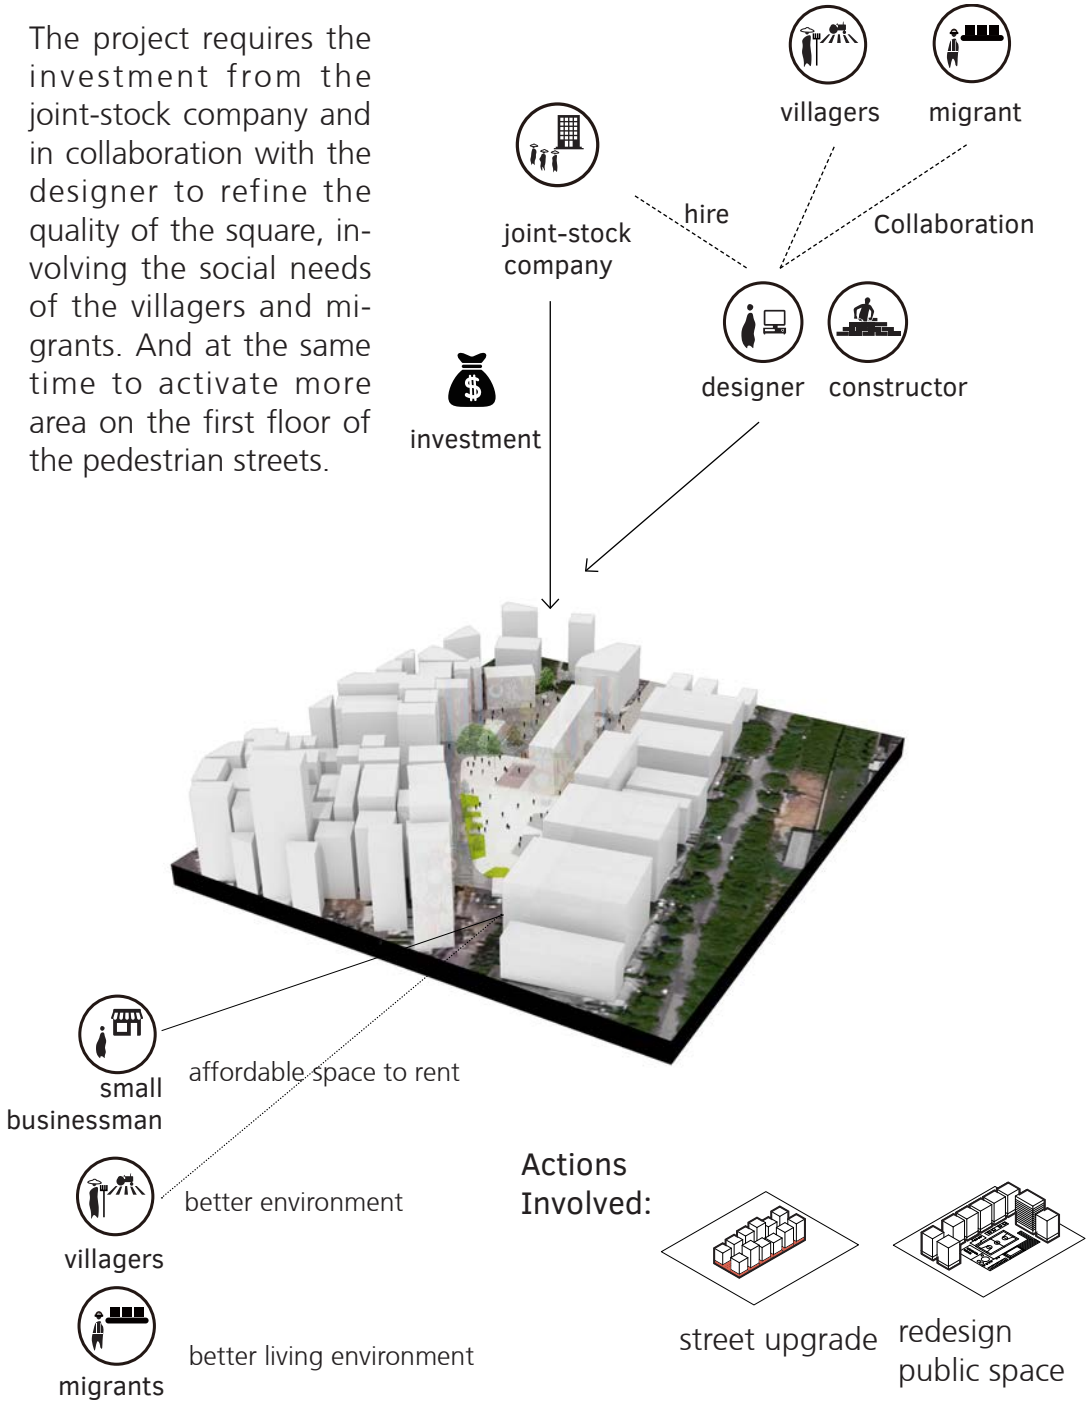 The project requires the
investment from the
joint-stock company and
in collaboration with the
designer to refine the
quality of the square, in-
volving the social needs
of the villagers and mi-
grants. And at the same
time to activate more
area on the first floor of
the pedestrian streets.
villagers
migrant
joint-stock
company
hire
Collaboration
designer
constructor
$
investment
small
businessman
affordable space to rent
villagers
better environment
migrants
better living environment
Actions
Involved:
street upgrade
redesign
public space